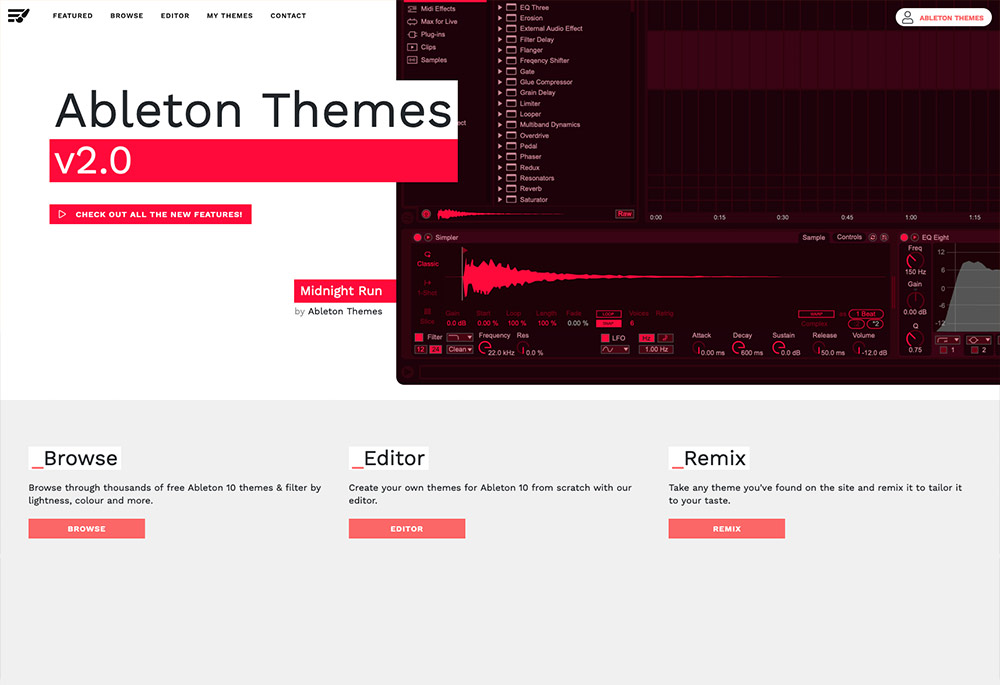 FEATURED BROWSE EDITOR MY THEMES CONTACT
ABLETON THEMES
Ableton Themes
v2.0
CHECK OUT ALL THE NEW FEATURES!
Midnight Run
by Ableton Themes
Midi Effects
Max for Live
Plug-ins
Clips
Samples
EQ Three
Erosion
External Audio Effect
Filter Delay
Flanger
Freqency Shifter
Gate
Glue Compressor
Grain Delay
Limiter
Looper
Multiband Dynamics
Overdrive
Pedal
Phaser
Redux
Resonators
Reverb
Saturator
Raw
0:00 0:15 0:30 0:45 1:00 1:15
Simpler Sample Controls
Classic
1-Shot
Slice
Gain Start Loop Length Fade Voices Retrig
0.0 dB 0.00 % 100 % 100 % 0.00 % 6
LOOP
SNAP
WARP
Complex
1 Beat
:2 *2
Filter Frequency Res LFO Hz Attack Decay Sustain Release Volume
12 24 Clean 22.0 kHz 0.0 % 1.00 Hz 0.00 ms 600 ms 0.0 dB 50.0 ms -12.0 dB
EQ Eight
Freq
150 Hz
Gain
0.00 dB
Q
0.75
12
6
0
-6
-12
1 2
_Browse
Browse through thousands of free Ableton 10 themes & filter by
lightness, colour and more.
BROWSE
_Editor
Create your own themes for Ableton 10 from scratch with our
editor.
EDITOR
_Remix
Take any theme you've found on the site and remix it to tailor it
to your taste.
REMIX